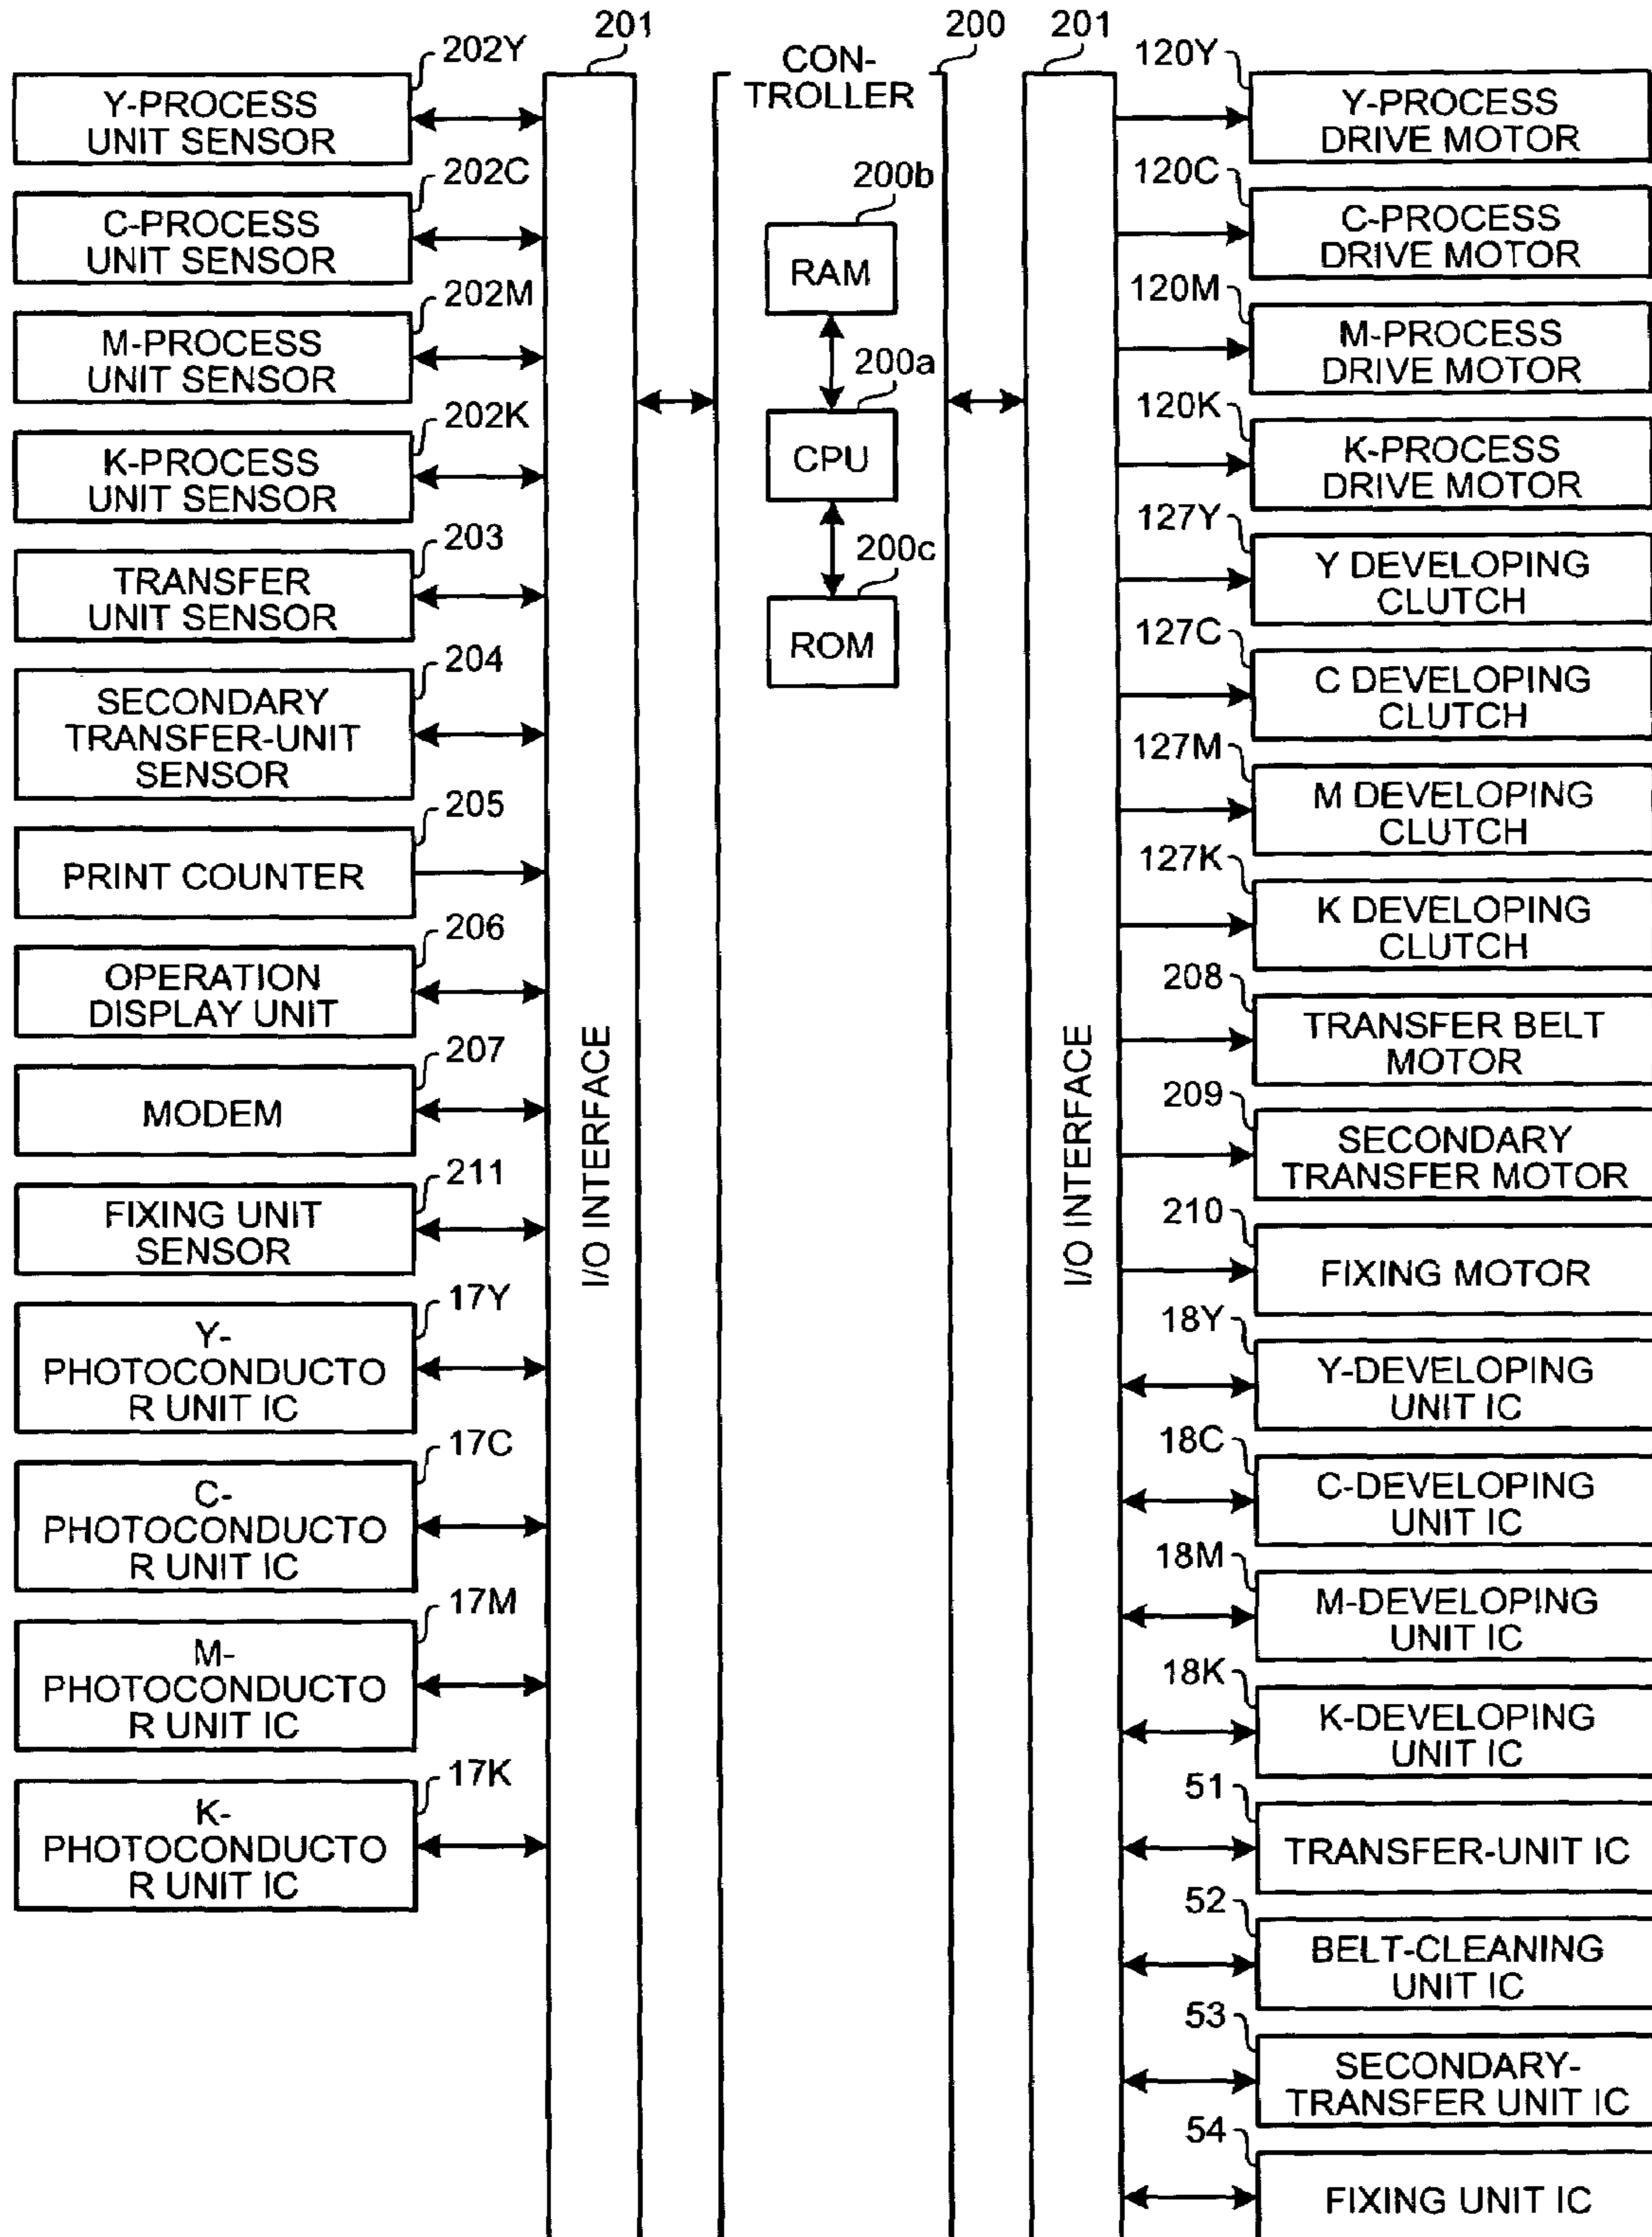 202Y
Y-PROCESS
UNIT SENSOR
202C
C-PROCESS
UNIT SENSOR
202M
M-PROCESS
UNIT SENSOR
202K
K-PROCESS
UNIT SENSOR
203
TRANSFER
UNIT SENSOR
204
SECONDARY
TRANSFER-UNIT
SENSOR
205
PRINT COUNTER
206
OPERATION
DISPLAY UNIT
207
MODEM
211
FIXING UNIT
SENSOR
17Y
Y-
PHOTOCONDUCTO
R UNIT IC
17C
C-
PHOTOCONDUCTO
R UNIT IC
17M
M-
PHOTOCONDUCTO
R UNIT IC
17K
K-
PHOTOCONDUCTO
R UNIT IC
201
I/O INTERFACE
200
CON-
TROLLER
200b
RAM
200a
CPU
200c
ROM
201
I/O INTERFACE
120Y
Y-PROCESS
DRIVE MOTOR
120C
C-PROCESS
DRIVE MOTOR
120M
M-PROCESS
DRIVE MOTOR
120K
K-PROCESS
DRIVE MOTOR
127Y
Y DEVELOPING
CLUTCH
127C
C DEVELOPING
CLUTCH
127M
M DEVELOPING
CLUTCH
127K
K DEVELOPING
CLUTCH
208
TRANSFER BELT
MOTOR
209
SECONDARY
TRANSFER MOTOR
210
FIXING MOTOR
18Y
Y-DEVELOPING
UNIT IC
18C
C-DEVELOPING
UNIT IC
18M
M-DEVELOPING
UNIT IC
18K
K-DEVELOPING
UNIT IC
51
TRANSFER-UNIT IC
52
BELT-CLEANING
UNIT IC
53
SECONDARY-
TRANSFER UNIT IC
54
FIXING UNIT IC